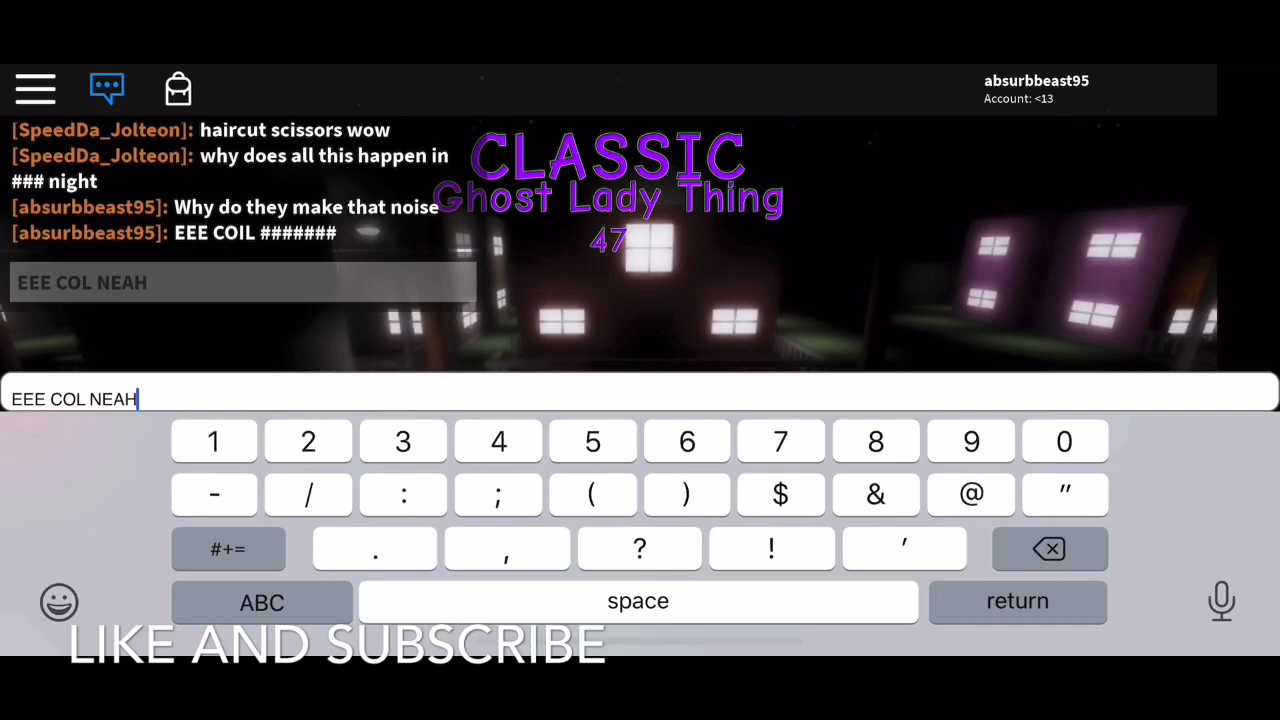 absurbbeast95
Account: <13
[SpeedDa_Jolteon]: haircut scissors wow
[SpeedDa_Jolteon]: why does all this happen in
### night
[absurbbeast95]: Why do they make that noise
[absurbbeast95]: EEE COIL #######
CLASSIC
Ghost Lady Thing
47
EEE COL NEAH
EEE COL NEAH
1 2 3 4 5 6 7 8 9 0
- / : ; ( ) $ & @ "
#+= . , ? ! '
ABC space return
LIKE AND SUBSCRIBE